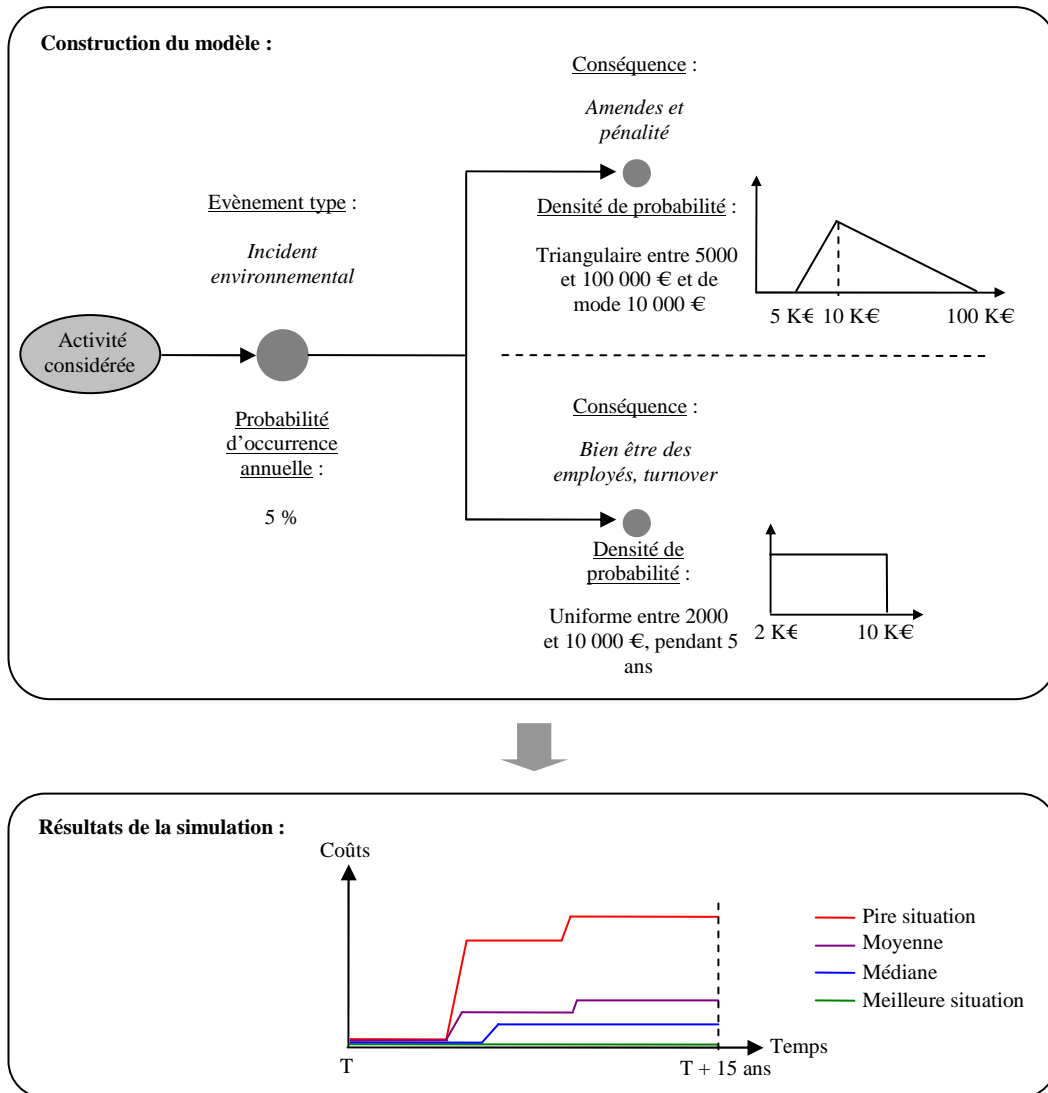 Construction du modèle :
Conséquence :
Amendes et
pénalité
Evènement type :
Incident
environnemental
Densité de probabilité :
Triangulaire entre 5000
et 100 000 € et de
mode 10 000 €
5 K€ 10 K€ 100 K€
Activité
considérée
Probabilité
d'occurrence
annuelle :
5 %
Conséquence :
Bien être des
employés, turnover
Densité de
probabilité :
Uniforme entre 2000
et 10 000 €, pendant 5
ans
2 K€ 10 K€
Résultats de la simulation :
Coûts
Pire situation
Moyenne
Médiane
Meilleure situation
Temps
T T + 15 ans